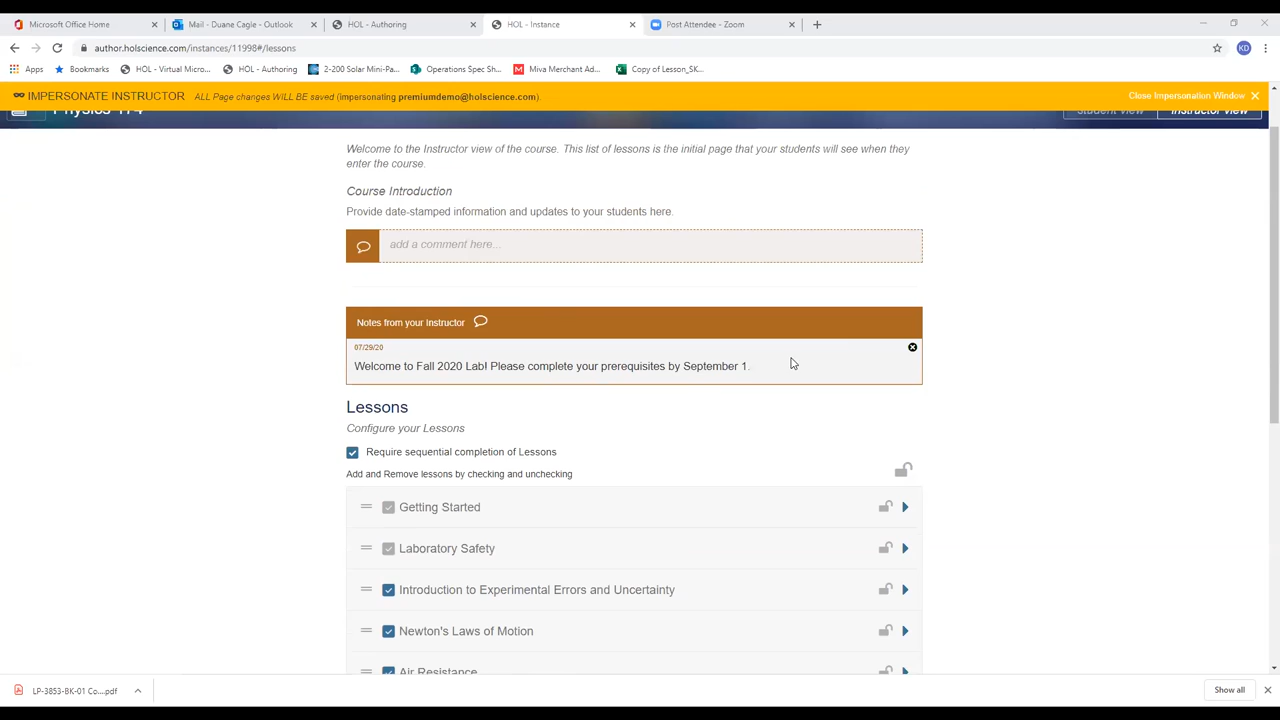 Microsoft Office Home
Mail - Duane Cagle - Outlook
HOL - Authoring
HOL - Instance
Post Attendee - Zoom
author.holscience.com/instances/11998#/lessons
KD
Apps
Bookmarks
HOL - Virtual Micro...
HOL - Authoring
2-200 Solar Mini-Pa...
Operations Spec Sh...
Miva Merchant Ad...
Copy of Lesson_SK...
IMPERSONATE INSTRUCTOR ALL Page changes WILL BE saved (impersonating premiumdemo@holscience.com).
Close Impersonation Window
Physics 174
Student View
Instructor View
Welcome to the Instructor view of the course. This list of lessons is the initial page that your students will see when they
enter the course.
Course Introduction
Provide date-stamped information and updates to your students here.
add a comment here...
Notes from your Instructor
07/29/20
Welcome to Fall 2020 Lab! Please complete your prerequisites by September 1.
Lessons
Configure your Lessons
Require sequential completion of Lessons
Add and Remove lessons by checking and unchecking
Getting Started
Laboratory Safety
Introduction to Experimental Errors and Uncertainty
Newton's Laws of Motion
Air Resistance
LP-3853-BK-01 Co....pdf
Show all